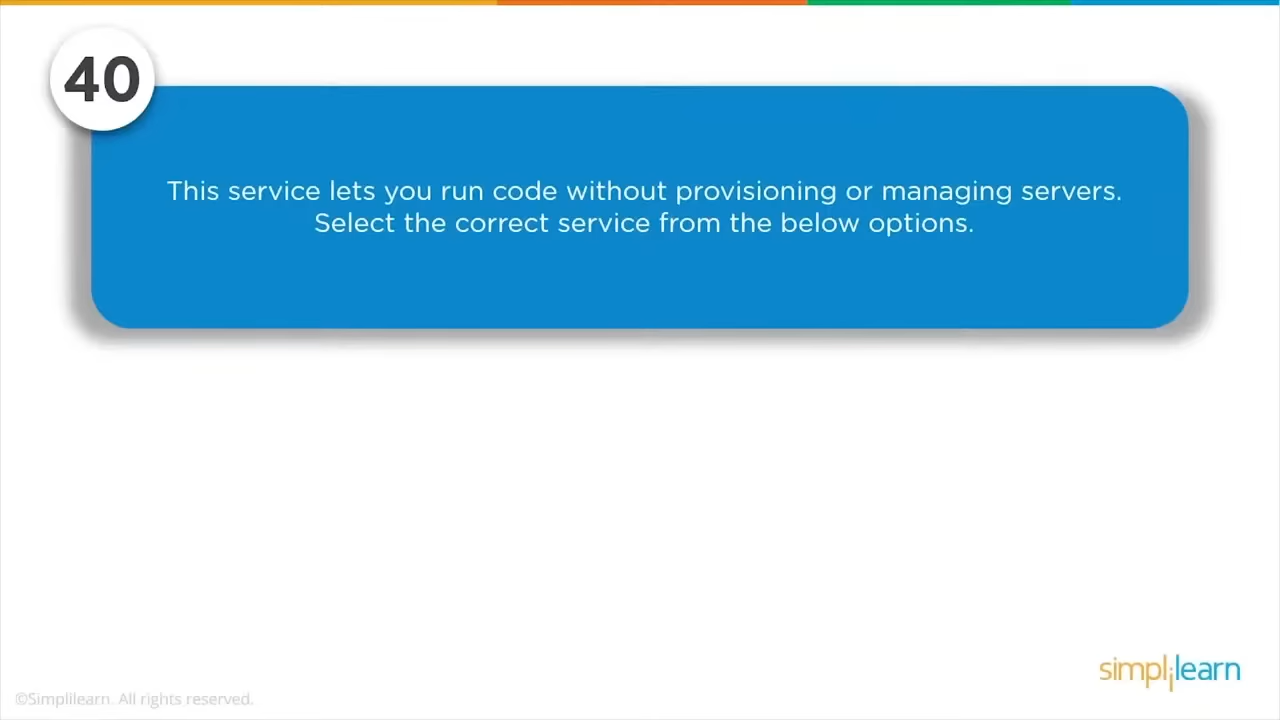 40
This service lets you run code without provisioning or managing servers.
Select the correct service from the below options.
simplilearn
©Simplilearn. All rights reserved.